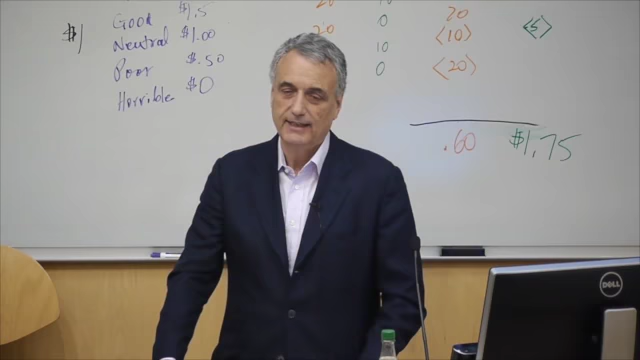 Good $1.5 20 10 20
$1 Neutral $1.00 20 <10> <5>
Poor $.50 10
Horrible $0 0 <20>
.60 $1.75
DELL